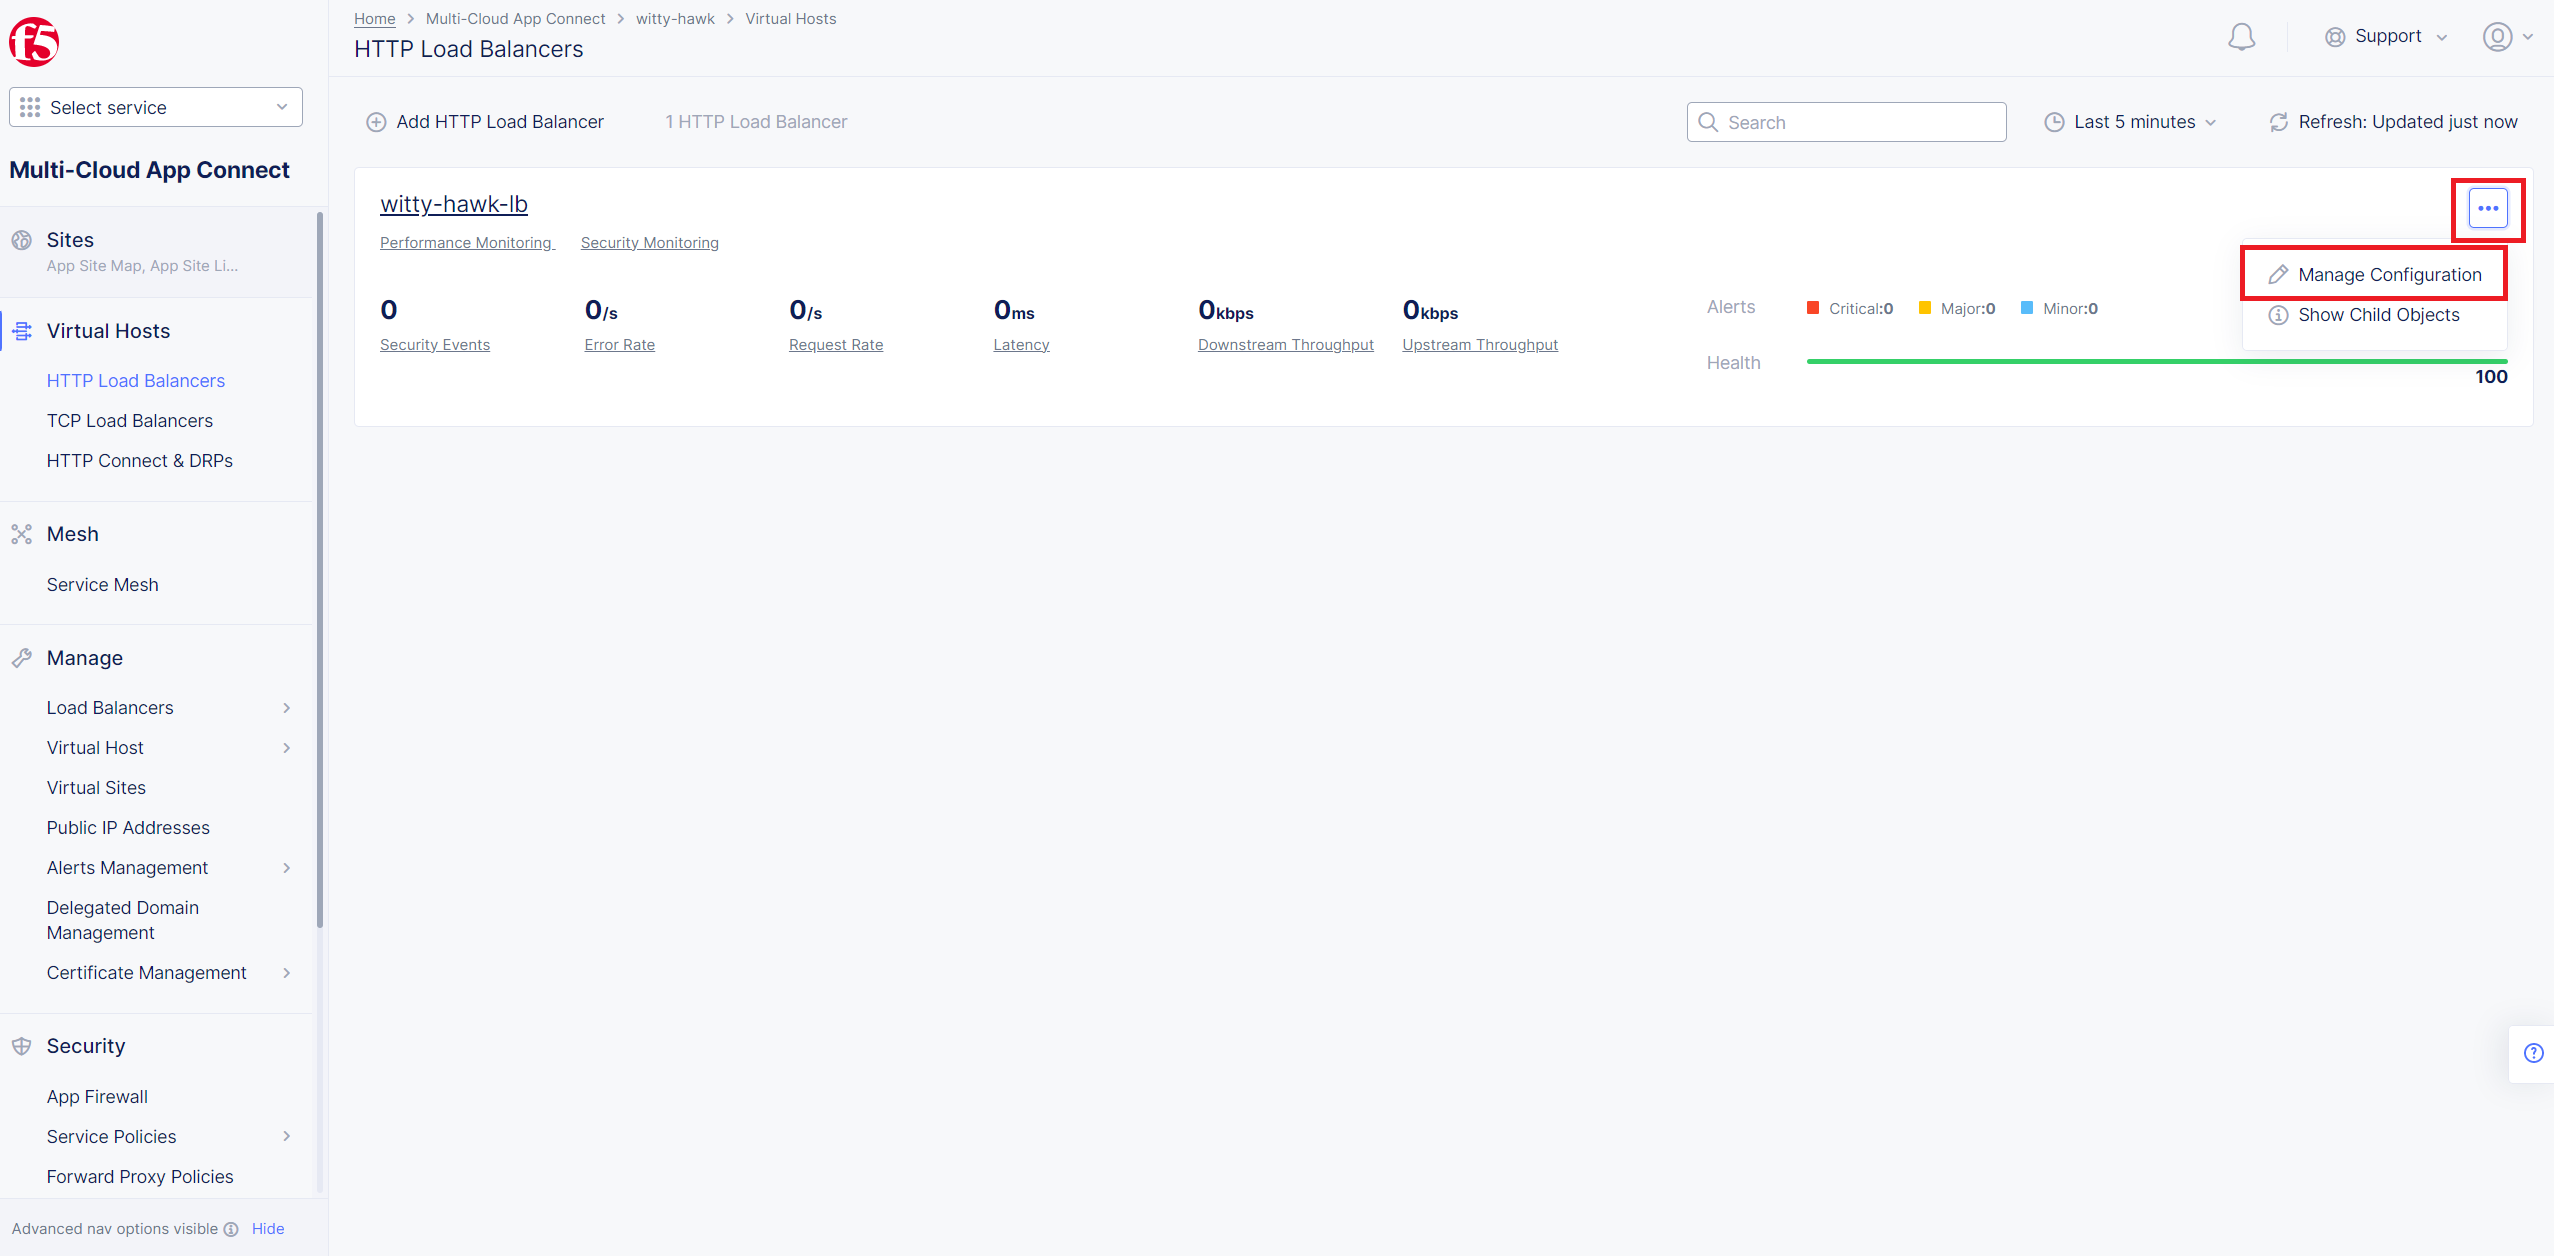 f5
Select service
Multi-Cloud App Connect
Sites
App Site Map, App Site Li...
Virtual Hosts
HTTP Load Balancers
TCP Load Balancers
HTTP Connect & DRPs
Mesh
Service Mesh
Manage
Load Balancers
Virtual Host
Virtual Sites
Public IP Addresses
Alerts Management
Delegated Domain
Management
Certificate Management
Security
App Firewall
Service Policies
Forward Proxy Policies
Advanced nav options visible Hide
Home > Multi-Cloud App Connect > witty-hawk > Virtual Hosts
HTTP Load Balancers
Support
Add HTTP Load Balancer
1 HTTP Load Balancer
Search
Last 5 minutes
Refresh: Updated just now
witty-hawk-lb
Performance Monitoring Security Monitoring
Manage Configuration
Show Child Objects
0 0/s 0/s 0ms 0kbps 0kbps
Security Events Error Rate Request Rate Latency Downstream Throughput Upstream Throughput
Alerts Critical:0 Major:0 Minor:0
Health
100